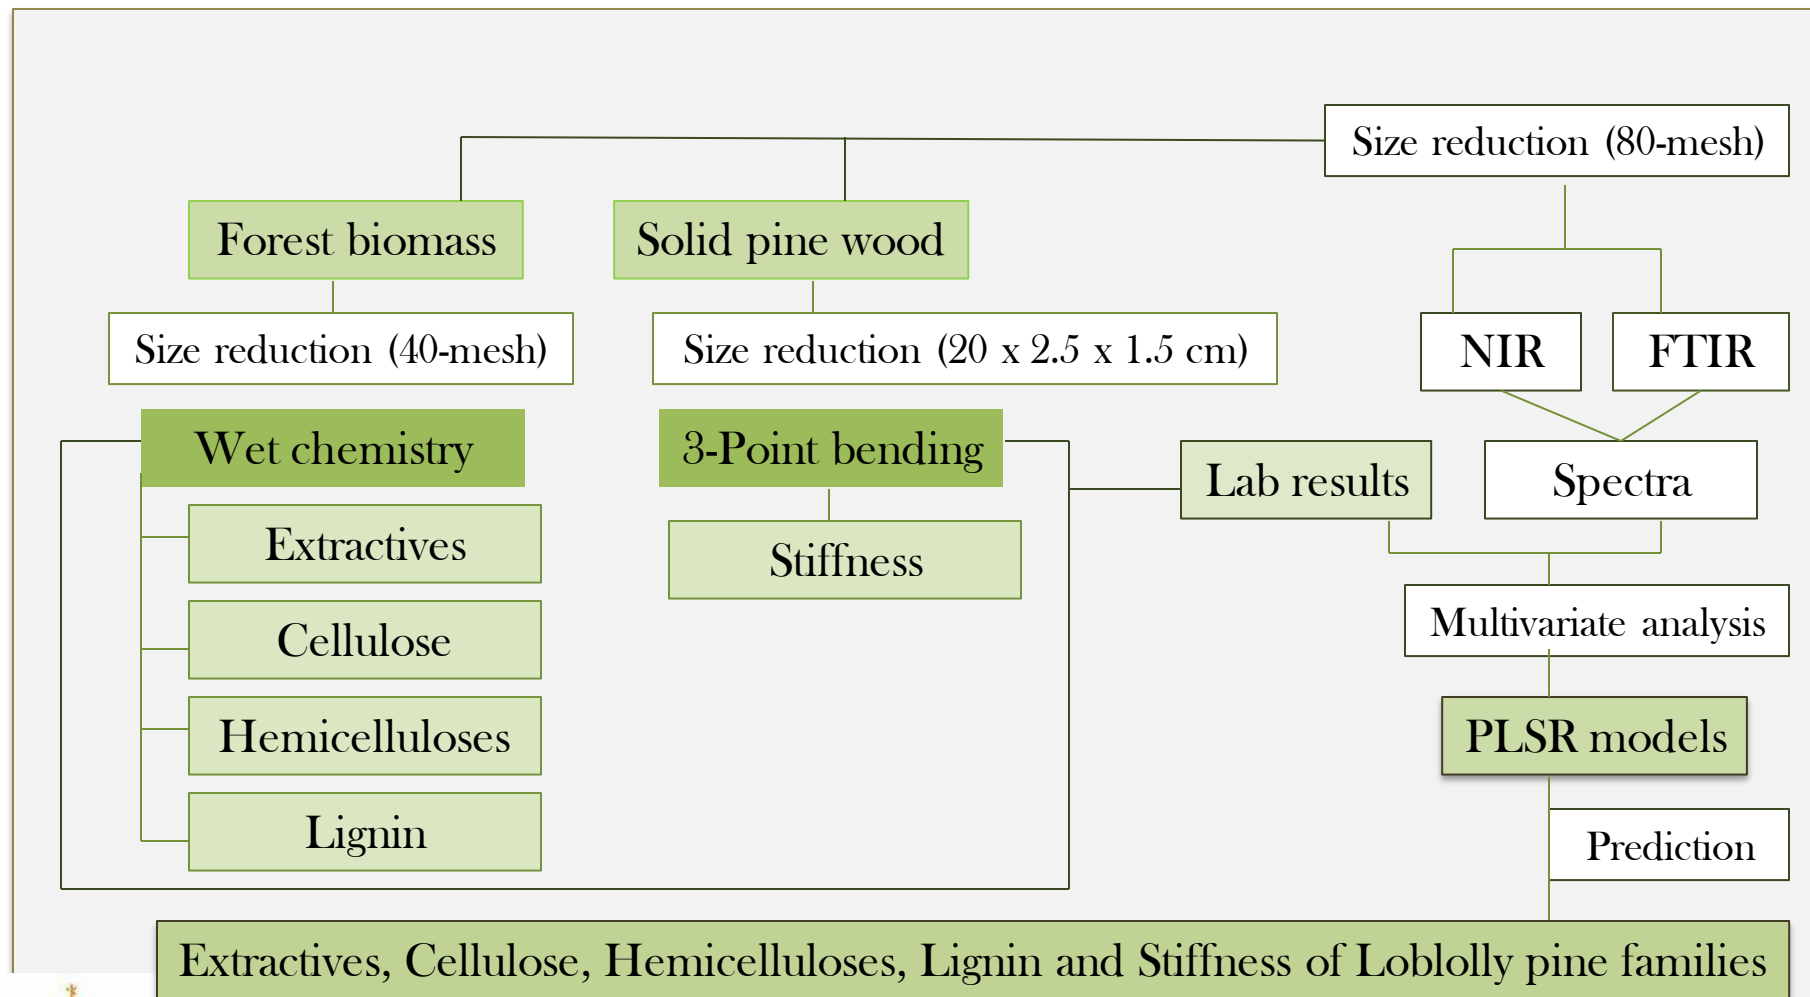 Size reduction (80-mesh)
Forest biomass
Solid pine wood
Size reduction (40-mesh)
Size reduction (20 x 2.5 x 1.5 cm)
NIR
FTIR
Wet chemistry
3-Point bending
Lab results
Spectra
Extractives
Stiffness
Cellulose
Multivariate analysis
Hemicelluloses
PLSR models
Lignin
Prediction
Extractives, Cellulose, Hemicelluloses, Lignin and Stiffness of Loblolly pine families